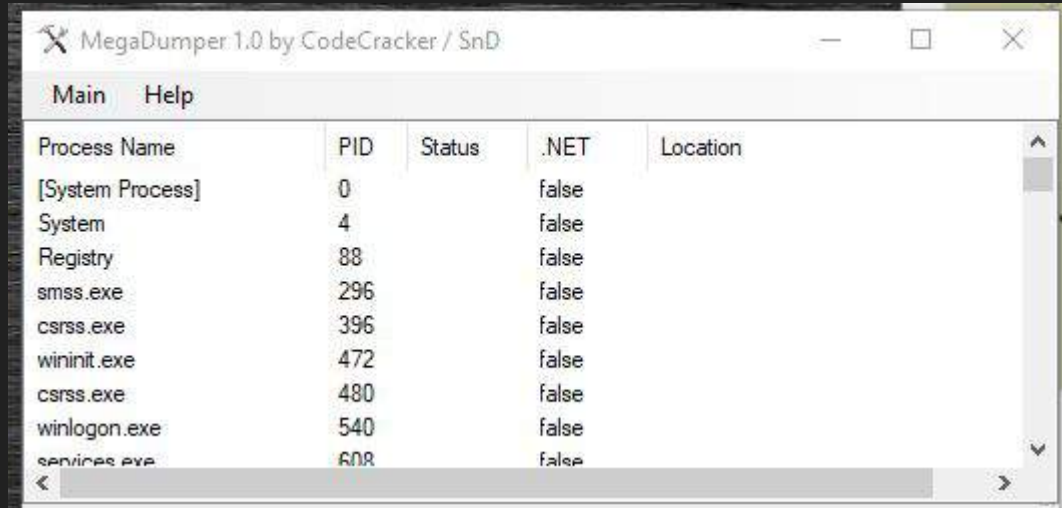 MegaDumper 1.0 by CodeCracker / SnD
Main Help
Process Name PID Status .NET Location
[System Process] 0 false
System 4 false
Registry 88 false
smss.exe 296 false
csrss.exe 396 false
wininit.exe 472 false
csrss.exe 480 false
winlogon.exe 540 false
services.exe 608 false